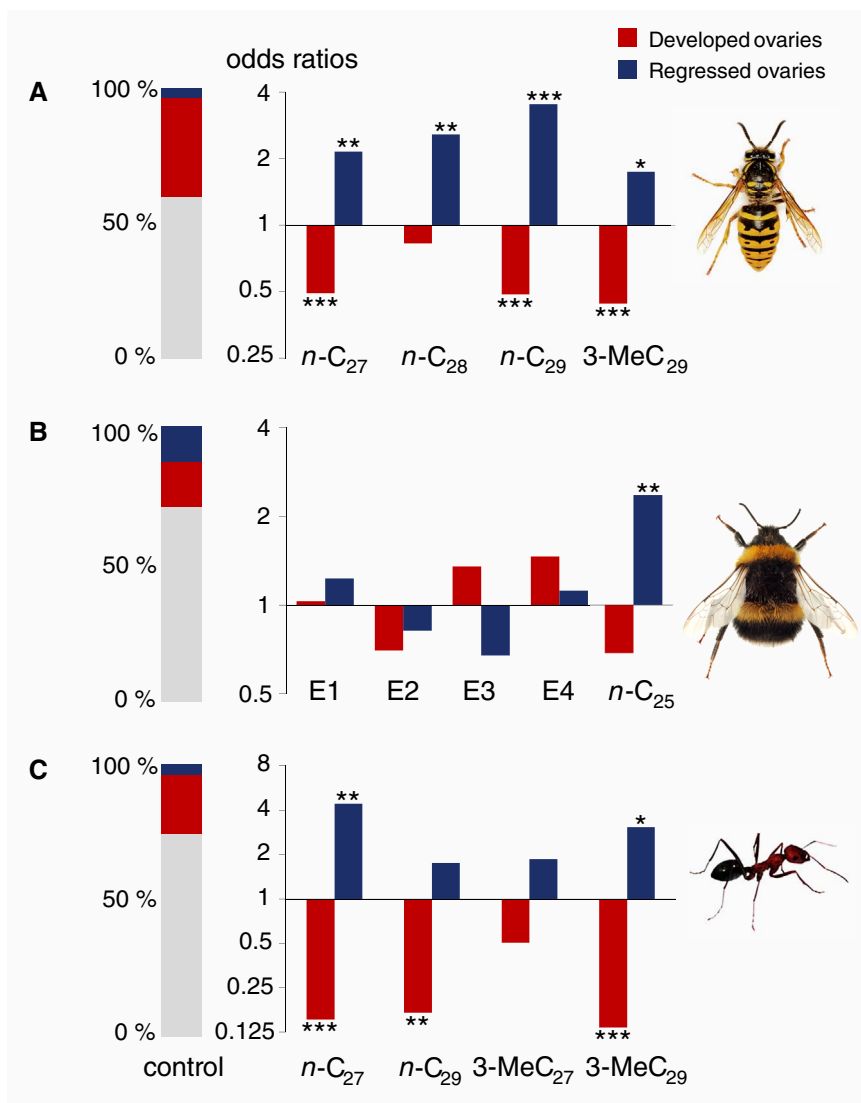 odds ratios
Developed ovaries
Regressed ovaries
A
100 %
50 %
0 %
4
2
1
0.5
0.25
** ** *** *
*** *** ***
n-C27 n-C28 n-C29 3-MeC29
B
100 %
50 %
0 %
4
2
1
0.5
**
E1 E2 E3 E4 n-C25
C
100 %
50 %
0 %
8
4
2
1
0.5
0.25
0.125
** *
*** ** ***
control n-C27 n-C29 3-MeC27 3-MeC29